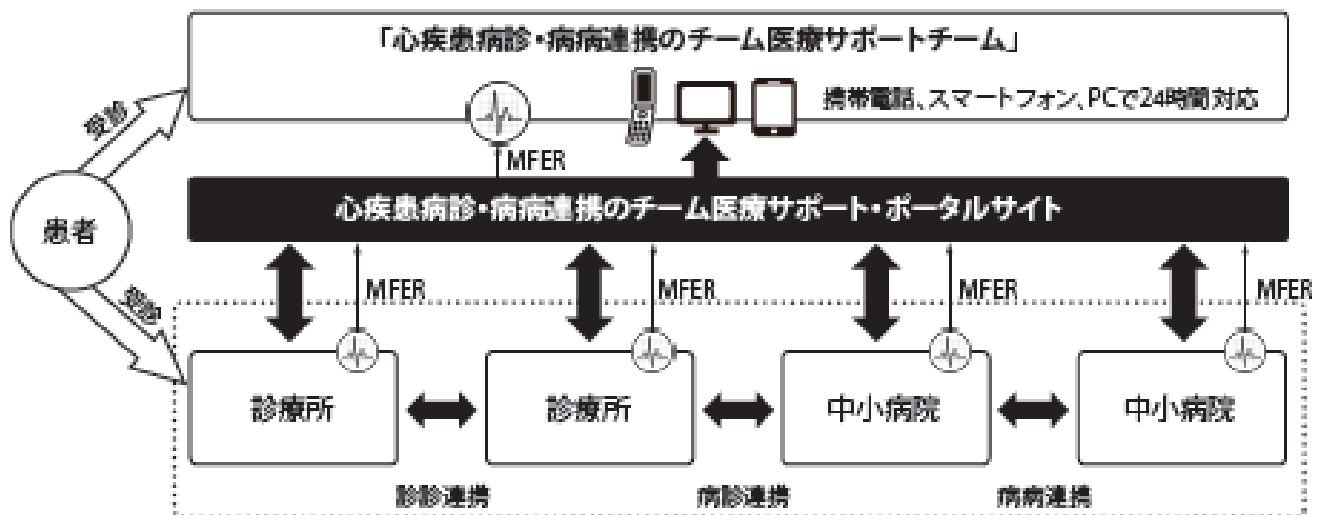 「心疾患病診・病病連携のチーム医療サポートチーム」
携帯電話、スマートフォン、PCで24時間対応
受診
MFER
心疾患病診・病病連携のチーム医療サポート・ポータルサイト
患者
受診
MFER
MFER
MFER
MFER
診療所
診療所
中小病院
中小病院
診診連携
病診連携
病病連携